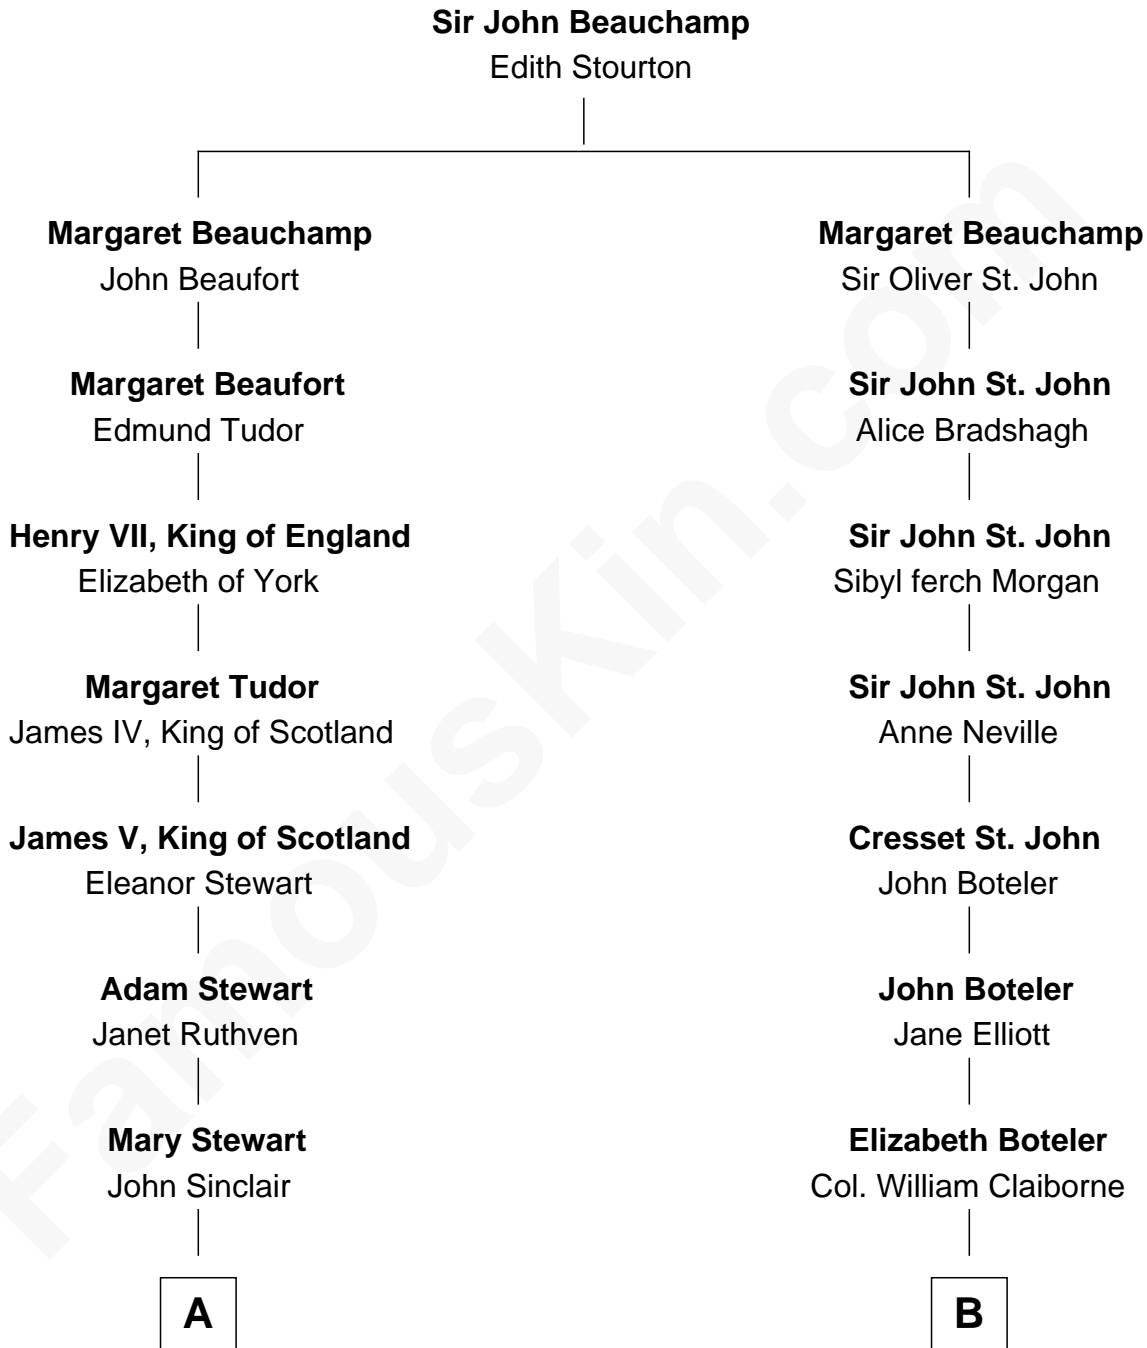 Sir John Beauchamp
Edith Stourton
Margaret Beauchamp
John Beaufort
Margaret Beaufort
Edmund Tudor
Henry VII, King of England
Elizabeth of York
Margaret Tudor
James IV, King of Scotland
James V, King of Scotland
Eleanor Stewart
Adam Stewart
Janet Ruthven
Mary Stewart
John Sinclair
A
Margaret Beauchamp
Sir Oliver St. John
Sir John St. John
Alice Bradshagh
Sir John St. John
Sibyl ferch Morgan
Sir John St. John
Anne Neville
Cresset St. John
John Boteler
John Boteler
Jane Elliott
Elizabeth Boteler
Col. William Claiborne
B
FamousKin.com